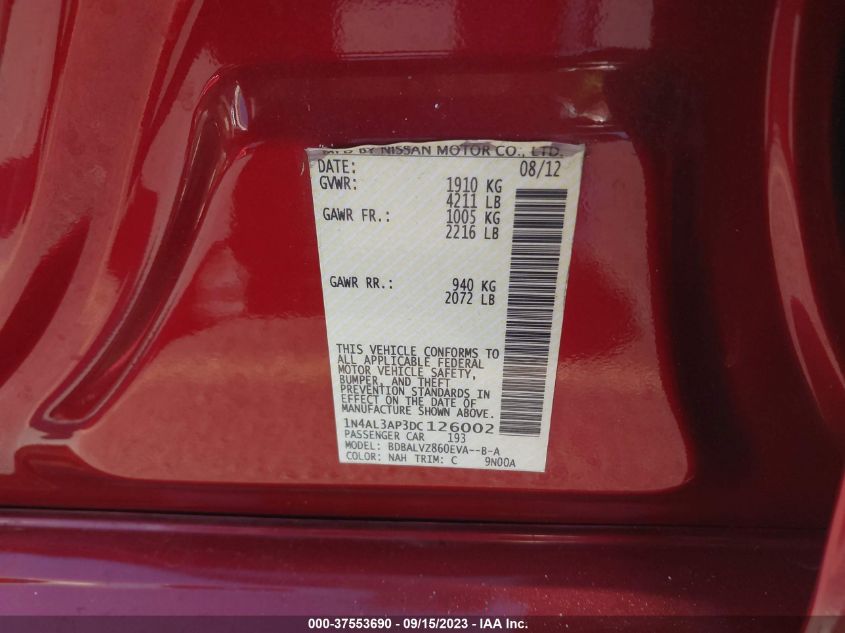 MFD BY NISSAN MOTOR CO., LTD.
DATE: 08/12
GVWR: 1910 KG
4211 LB
GAWR FR.: 1005 KG
2216 LB
GAWR RR.: 940 KG
2072 LB
THIS VEHICLE CONFORMS TO
ALL APPLICABLE FEDERAL
MOTOR VEHICLE SAFETY,
BUMPER, AND THEFT
PREVENTION STANDARDS IN
EFFECT ON THE DATE OF
MANUFACTURE SHOWN ABOVE.
1N4AL3AP3DC126002
PASSENGER CAR 193
MODEL: BDBALVZ860EVA--B-A
COLOR: NAH TRIM: C 9N00A
000-37553690 - 09/15/2023 - IAA Inc.